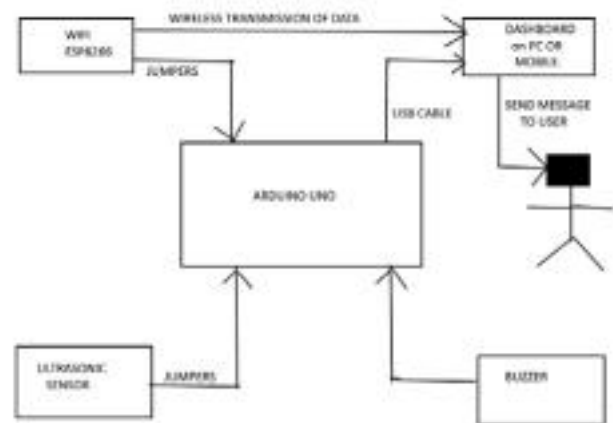 WIRELESS TRANSMISSION OF DATA
WIFI
ESP8266
DASHBOARD
on PC OR
MOBILE
JUMPERS
USB CABLE
SEND MESSAGE
TO USER
ARDUINO UNO
ULTRASONIC
SENSOR
JUMPERS
BUZZER